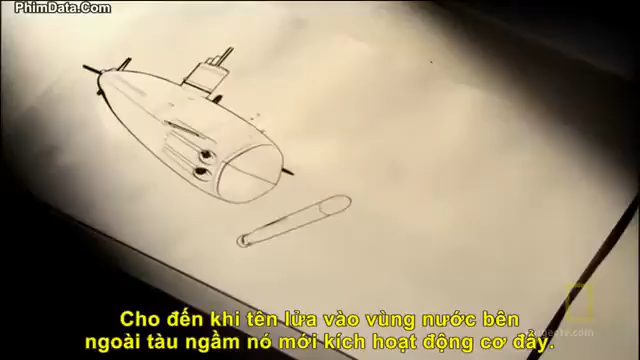 PhimData.Com
Cho đến khi tên lửa vào vùng nước bên
ngoài tàu ngầm nó mới kích hoạt động cơ đẩy.